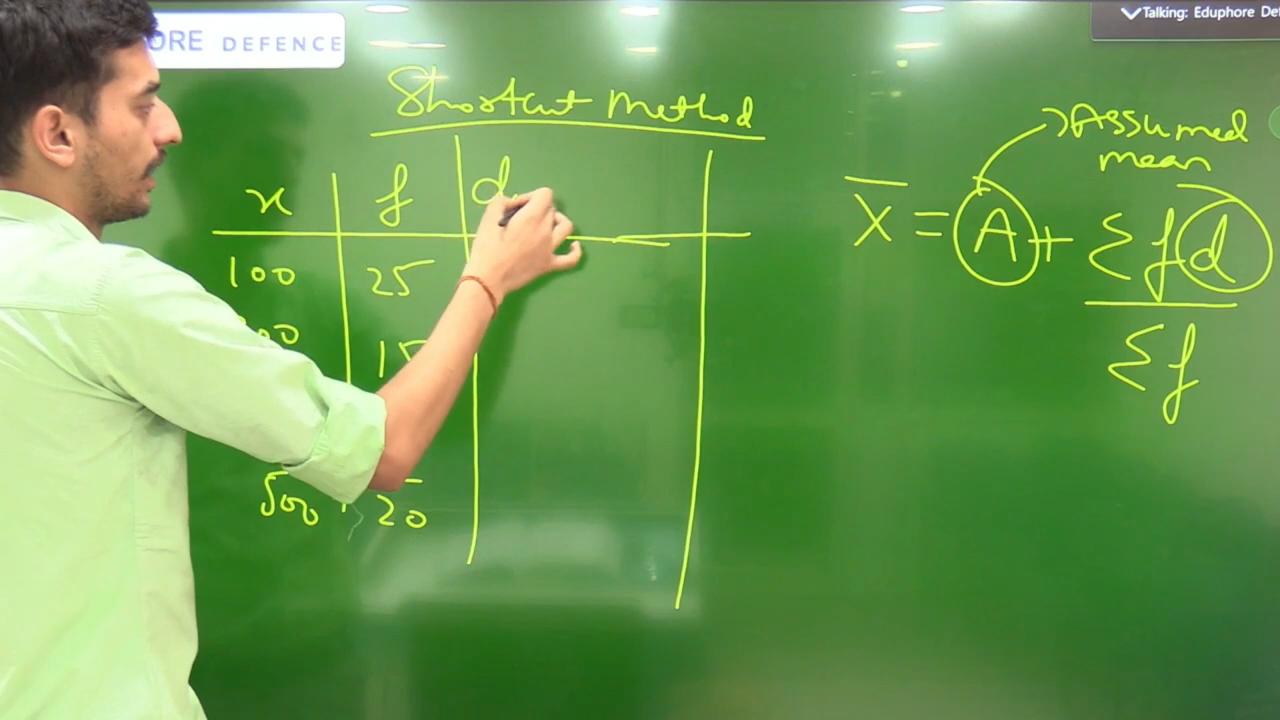 ORE DEFENCE
Talking: Eduphore De
Shortcut Method
x f d
100 25
500 20
Assumed
mean
X̄ = A + Σfd
Σf